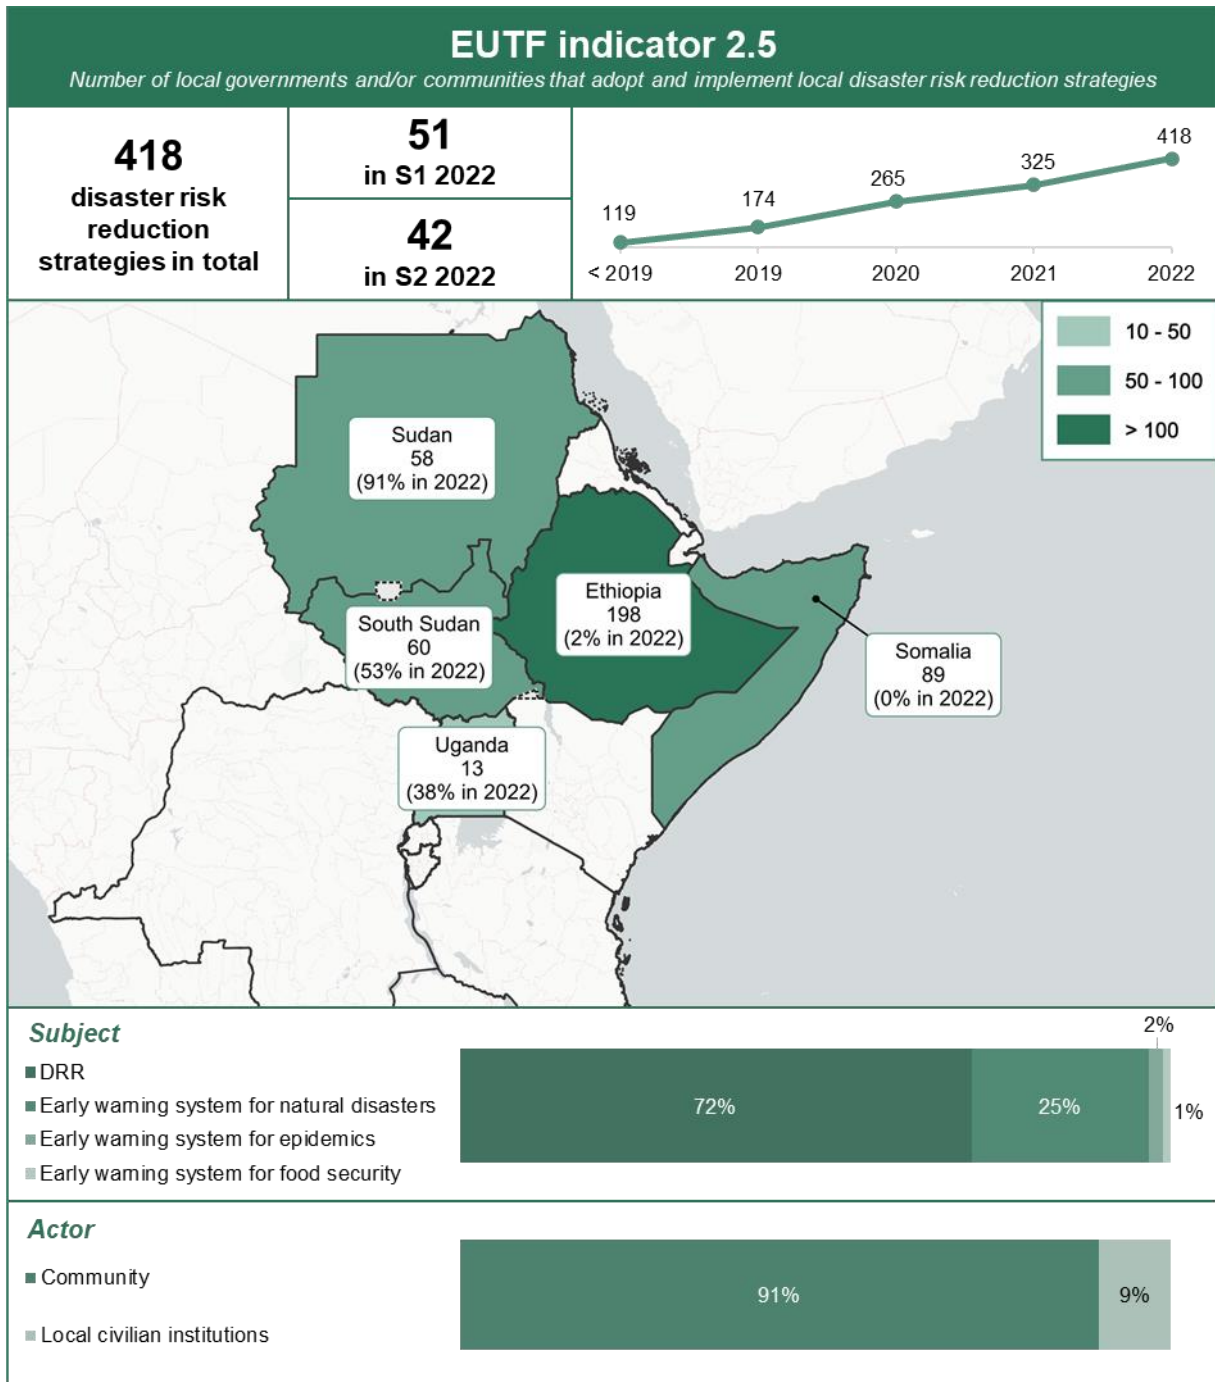 EUTF indicator 2.5
Number of local governments and/or communities that adopt and implement local disaster risk reduction strategies
418
disaster risk
reduction
strategies in total
51
in S1 2022
42
in S2 2022
119
174
265
325
418
< 2019
2019
2020
2021
2022
10 - 50
50 - 100
> 100
Sudan
58
(91% in 2022)
Ethiopia
198
(2% in 2022)
South Sudan
60
(53% in 2022)
Somalia
89
(0% in 2022)
Uganda
13
(38% in 2022)
Subject
DRR
Early warning system for natural disasters
Early warning system for epidemics
Early warning system for food security
72%
25%
2%
1%
Actor
Community
Local civilian institutions
91%
9%